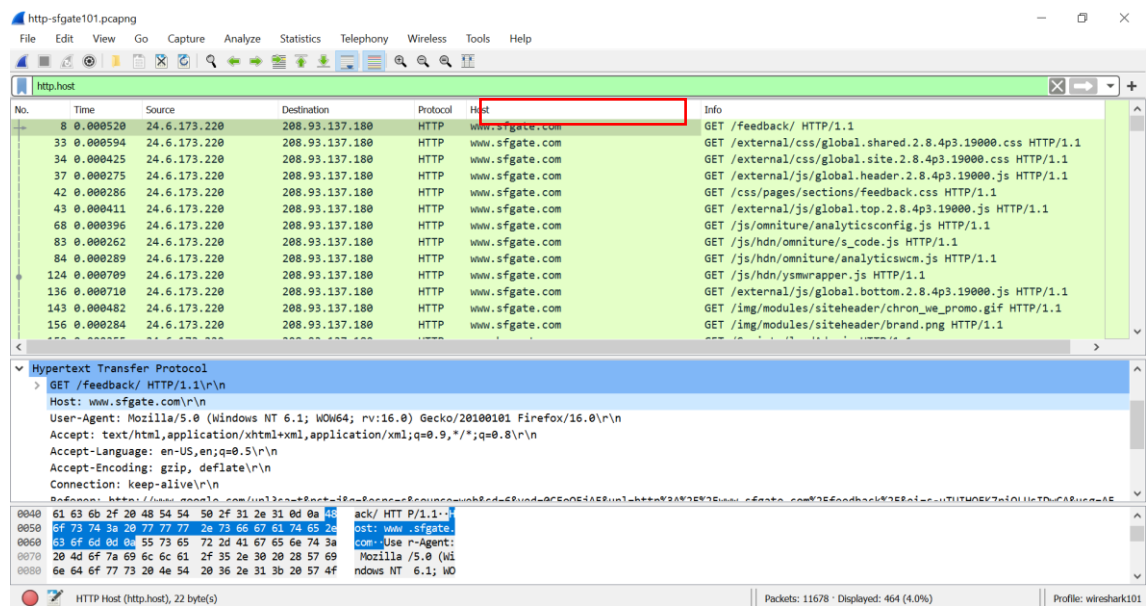 http-sfgate101.pcapng
File Edit View Go Capture Analyze Statistics Telephony Wireless Tools Help
http.host
No. Time Source Destination Protocol Host Info
8 0.000520 24.6.173.220 208.93.137.180 HTTP www.sfgate.com GET /feedback/ HTTP/1.1
33 0.000594 24.6.173.220 208.93.137.180 HTTP www.sfgate.com GET /external/css/global.shared.2.8.4p3.19000.css HTTP/1.1
34 0.000425 24.6.173.220 208.93.137.180 HTTP www.sfgate.com GET /external/css/global.site.2.8.4p3.19000.css HTTP/1.1
37 0.000275 24.6.173.220 208.93.137.180 HTTP www.sfgate.com GET /external/js/global.header.2.8.4p3.19000.js HTTP/1.1
42 0.000286 24.6.173.220 208.93.137.180 HTTP www.sfgate.com GET /css/pages/sections/feedback.css HTTP/1.1
43 0.000411 24.6.173.220 208.93.137.180 HTTP www.sfgate.com GET /external/js/global.top.2.8.4p3.19000.js HTTP/1.1
68 0.000396 24.6.173.220 208.93.137.180 HTTP www.sfgate.com GET /js/omniture/analyticsconfig.js HTTP/1.1
83 0.000262 24.6.173.220 208.93.137.180 HTTP www.sfgate.com GET /js/hdn/omniture/s_code.js HTTP/1.1
84 0.000289 24.6.173.220 208.93.137.180 HTTP www.sfgate.com GET /js/hdn/omniture/analyticswcm.js HTTP/1.1
124 0.000709 24.6.173.220 208.93.137.180 HTTP www.sfgate.com GET /js/hdn/ysmwrapper.js HTTP/1.1
136 0.000710 24.6.173.220 208.93.137.180 HTTP www.sfgate.com GET /external/js/global.bottom.2.8.4p3.19000.js HTTP/1.1
143 0.000482 24.6.173.220 208.93.137.180 HTTP www.sfgate.com GET /img/modules/siteheader/chron_we_promo.gif HTTP/1.1
156 0.000284 24.6.173.220 208.93.137.180 HTTP www.sfgate.com GET /img/modules/siteheader/brand.png HTTP/1.1
Hypertext Transfer Protocol
GET /feedback/ HTTP/1.1\r\n
Host: www.sfgate.com\r\n
User-Agent: Mozilla/5.0 (Windows NT 6.1; WOW64; rv:16.0) Gecko/20100101 Firefox/16.0\r\n
Accept: text/html,application/xhtml+xml,application/xml;q=0.9,*/*;q=0.8\r\n
Accept-Language: en-US,en;q=0.5\r\n
Accept-Encoding: gzip, deflate\r\n
Connection: keep-alive\r\n
0040 61 63 6b 2f 20 48 54 54 50 2f 31 2e 31 0d 0a 48 ack/ HTT P/1.1··H
0050 6f 73 74 3a 20 77 77 77 2e 73 66 67 61 74 65 2e ost: www .sfgate.
0060 63 6f 6d 0d 0a 55 73 65 72 2d 41 67 65 6e 74 3a com··Use r-Agent:
0070 20 4d 6f 7a 69 6c 6c 61 2f 35 2e 30 20 28 57 69 Mozilla /5.0 (Wi
0080 6e 64 6f 77 73 20 4e 54 20 36 2e 31 3b 20 57 4f ndows NT 6.1; WO
HTTP Host (http.host), 22 byte(s) Packets: 11678 · Displayed: 464 (4.0%) Profile: wireshark101